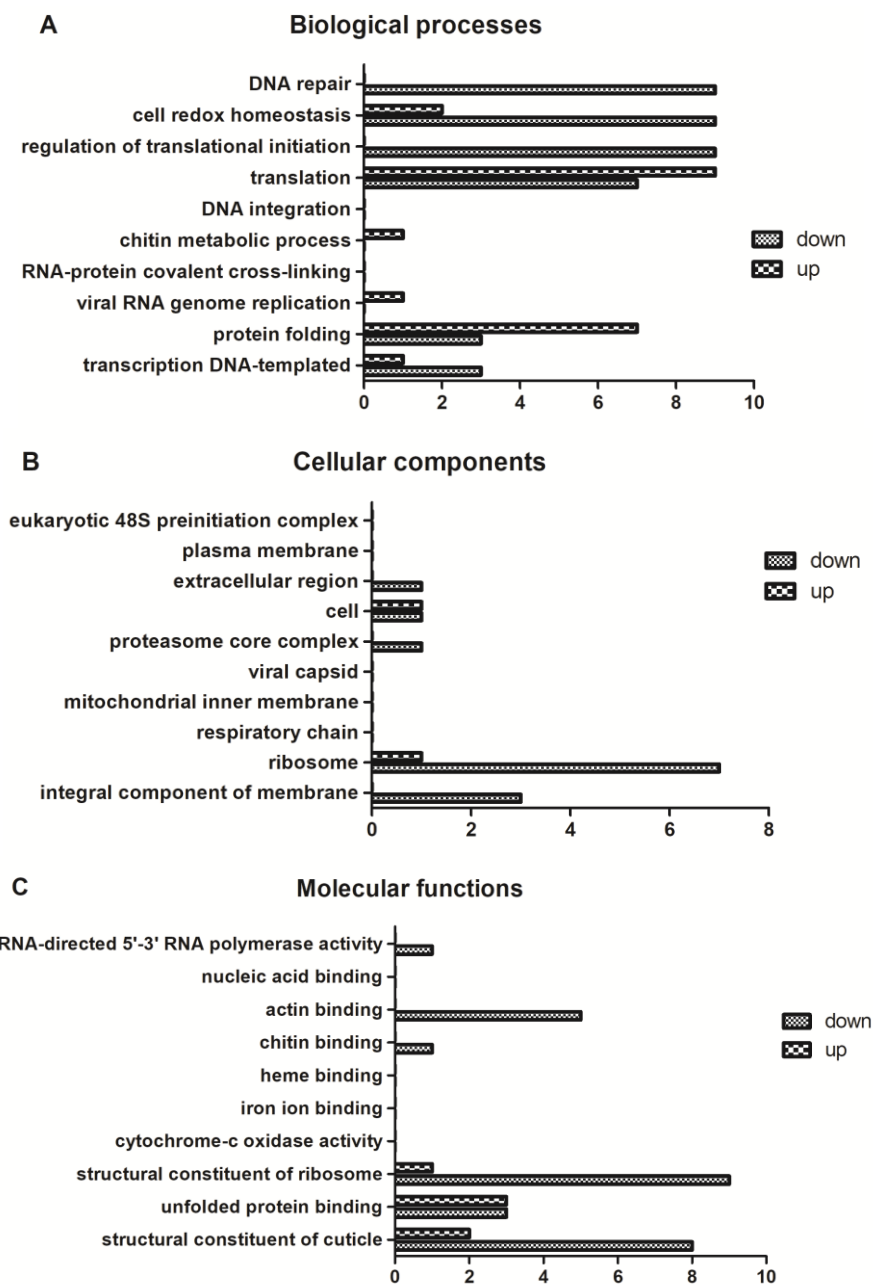 A
Biological processes
DNA repair
cell redox homeostasis
regulation of translational initiation
translation
DNA integration
chitin metabolic process
RNA-protein covalent cross-linking
viral RNA genome replication
protein folding
transcription DNA-templated
0 2 4 6 8 10
down
up
B
Cellular components
eukaryotic 48S preinitiation complex
plasma membrane
extracellular region
cell
proteasome core complex
viral capsid
mitochondrial inner membrane
respiratory chain
ribosome
integral component of membrane
0 2 4 6 8
down
up
C
Molecular functions
RNA-directed 5'-3' RNA polymerase activity
nucleic acid binding
actin binding
chitin binding
heme binding
iron ion binding
cytochrome-c oxidase activity
structural constituent of ribosome
unfolded protein binding
structural constituent of cuticle
0 2 4 6 8 10
down
up